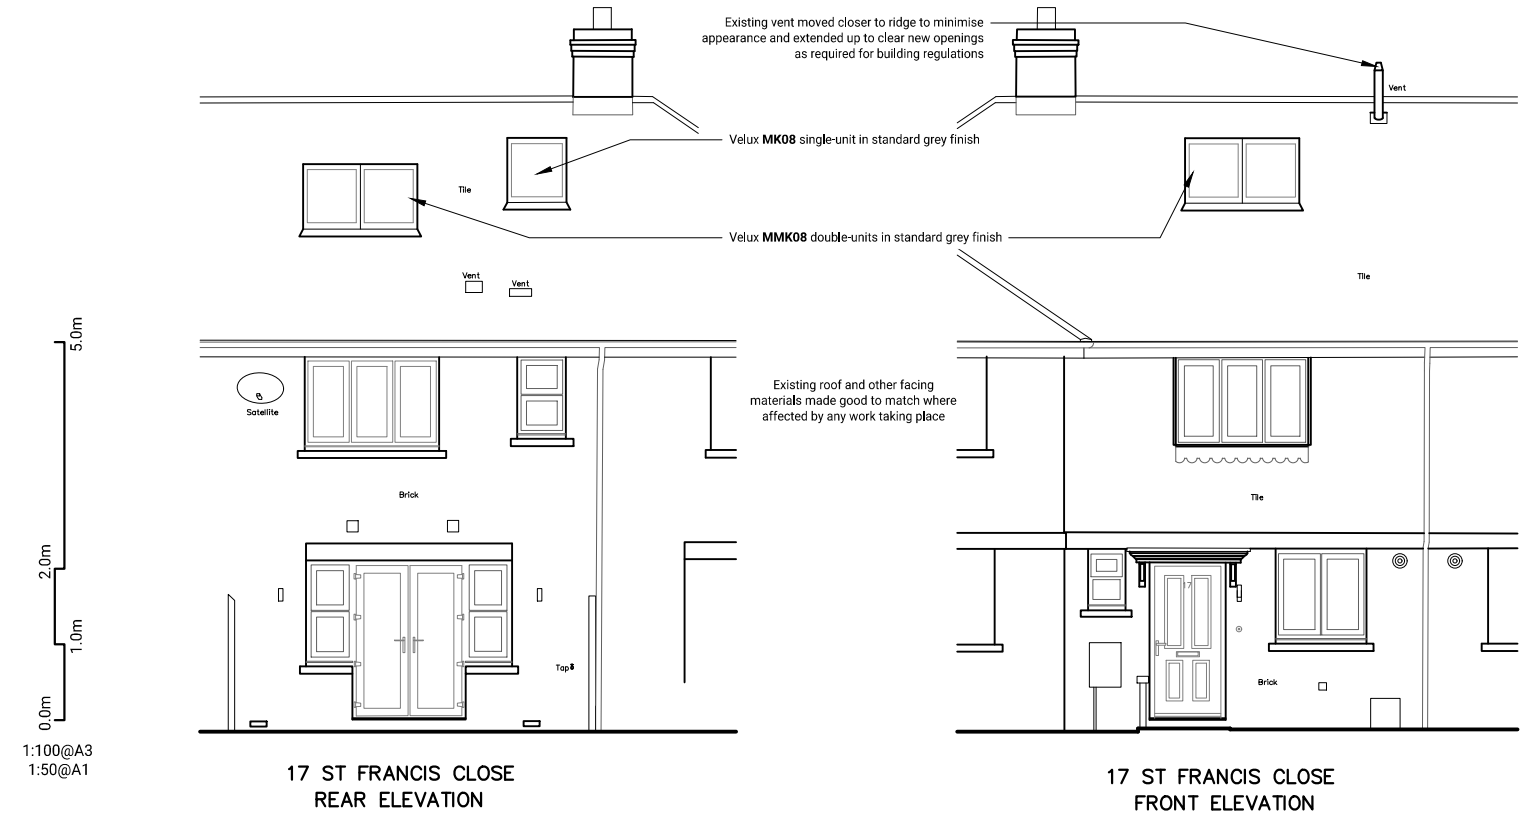 Existing vent moved closer to ridge to minimise
appearance and extended up to clear new openings
as required for building regulations
Vent
Velux MK08 single-unit in standard grey finish
Tile
Velux MMK08 double-units in standard grey finish
Vent
Vent
Tile
5.0m
Satellite
Existing roof and other facing
materials made good to match where
affected by any work taking place
Brick
Tile
2.0m
17
1.0m
Tap
Brick
0.0m
1:100@A3
1:50@A1
17 ST FRANCIS CLOSE
REAR ELEVATION
17 ST FRANCIS CLOSE
FRONT ELEVATION